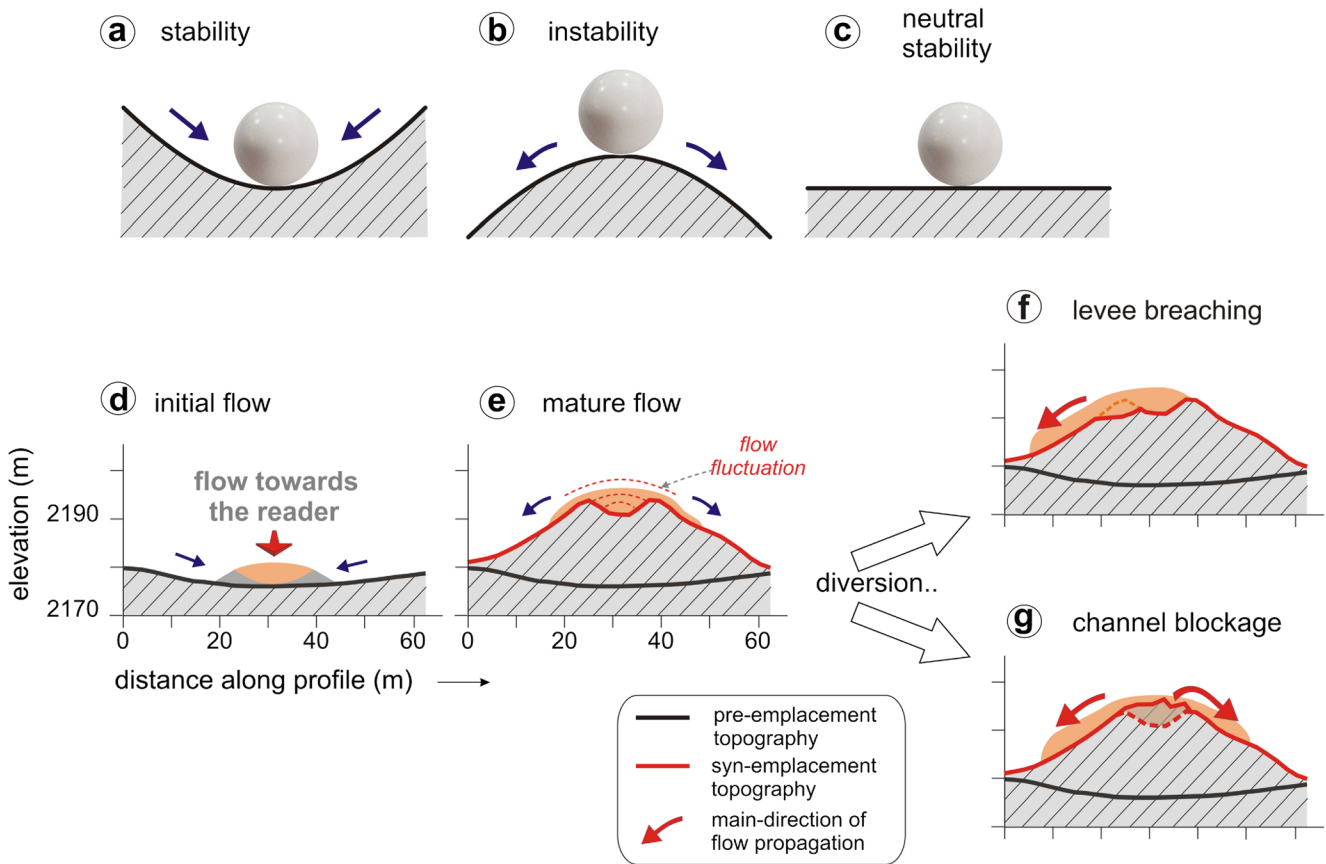 a stability
b instability
c neutral
stability
f levee breaching
d initial flow
e mature flow
flow
fluctuation
flow towards
the reader
elevation (m)
2190
2170
0 20 40 60
0 20 40 60
distance along profile (m)
diversion..
g channel blockage
pre-emplacement
topography
syn-emplacement
topography
main-direction of
flow propagation